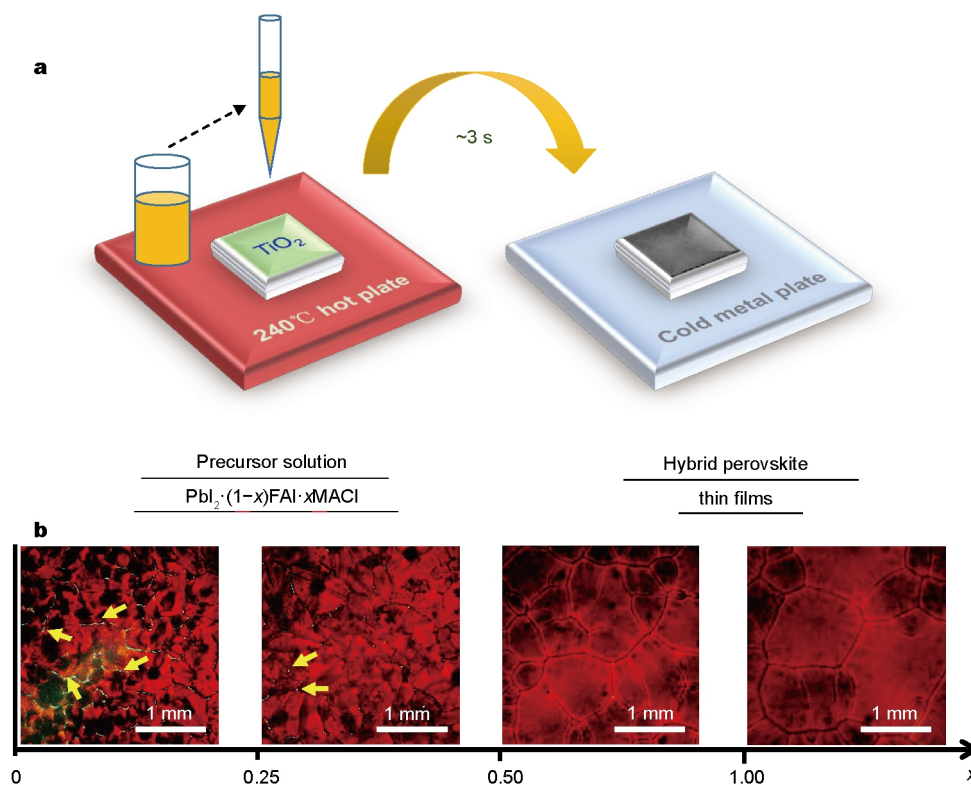 a
~3 s
TiO₂
240℃ hot plate
Cold metal plate
Precursor solution
PbI₂·(1−x)FAI·xMACl
Hybrid perovskite
thin films
b
1 mm
1 mm
1 mm
1 mm
0
0.25
0.50
1.00
x